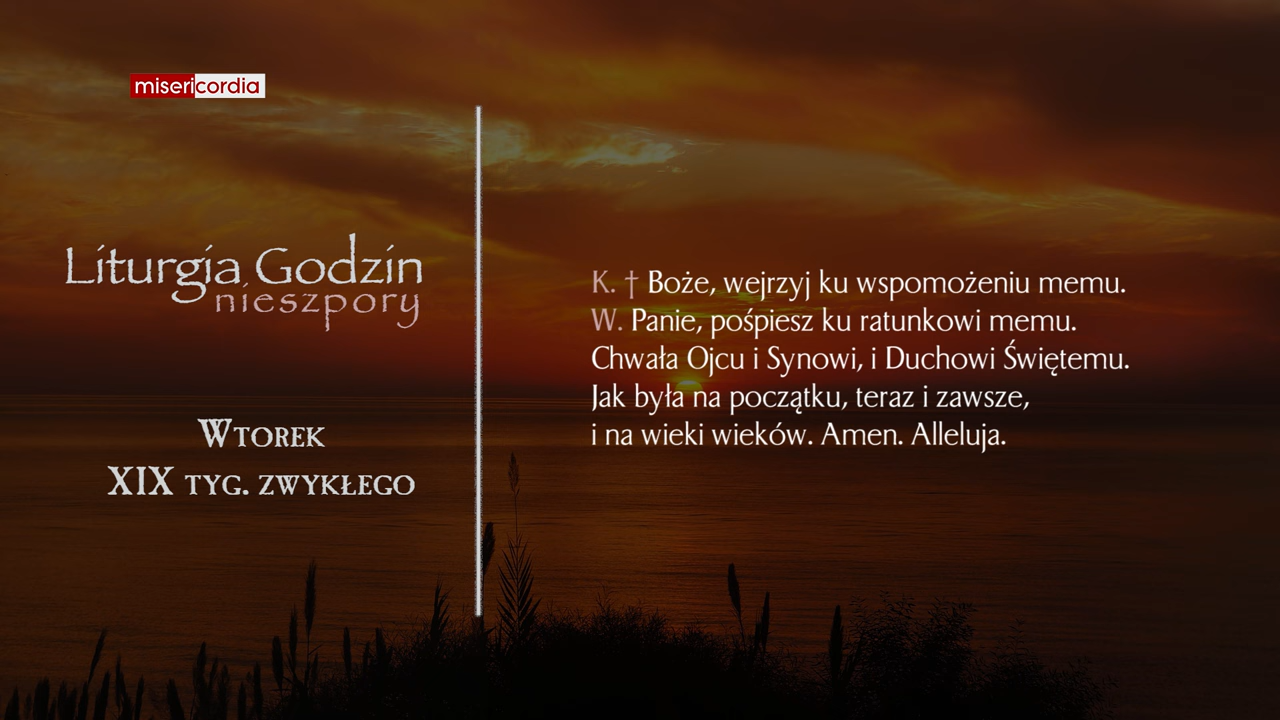 misericordia
Liturgia Godzin
nieszpory
Wtorek
XIX tyg. zwykłego
K. † Boże, wejrzyj ku wspomożeniu memu.
W. Panie, pośpiesz ku ratunkowi memu.
Chwała Ojcu i Synowi, i Duchowi Świętemu.
Jak była na początku, teraz i zawsze,
i na wieki wieków. Amen. Alleluja.